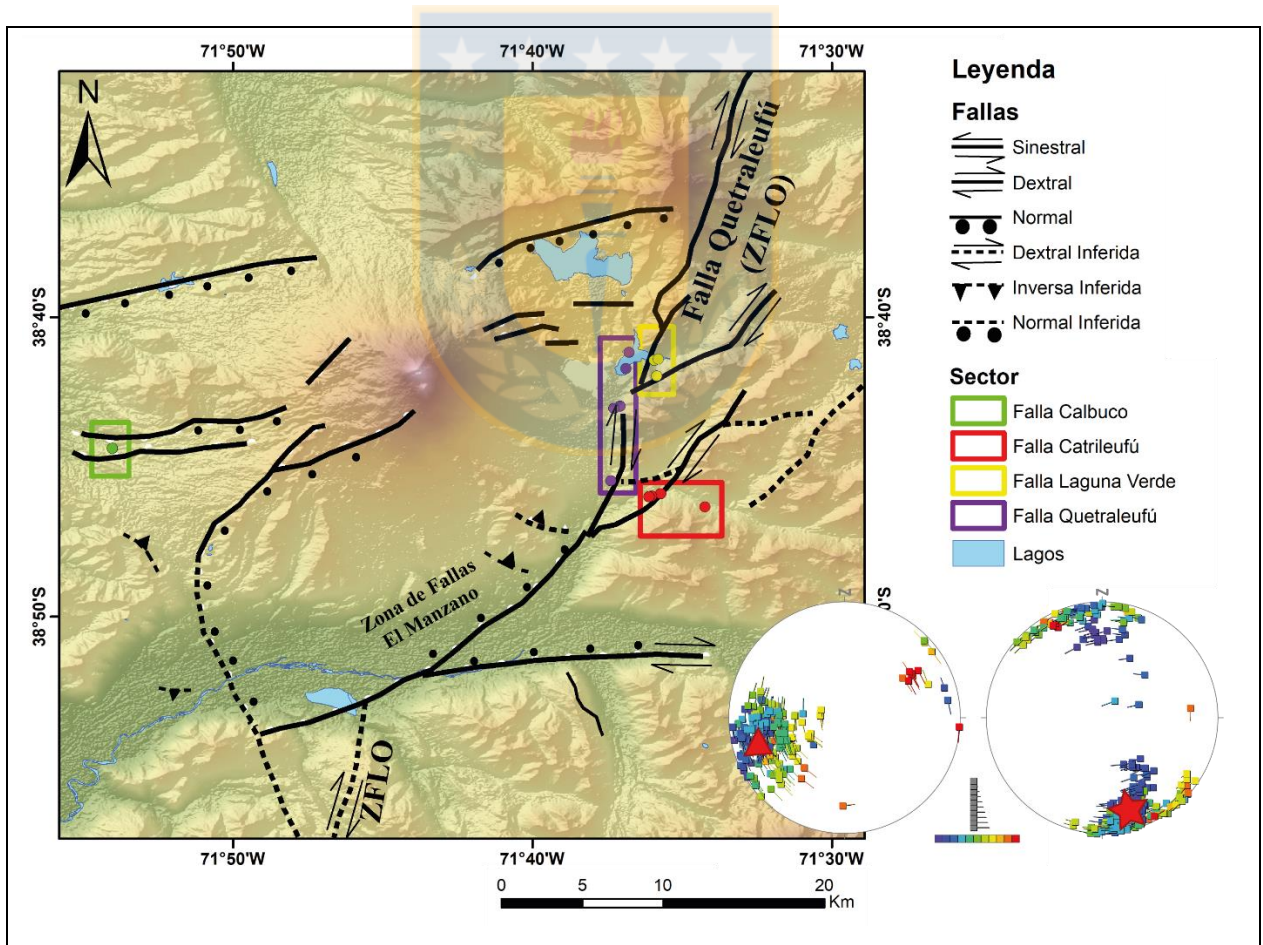 71°50'W
71°40'W
71°30'W
N
38°40'S
38°40'S
38°50'S
0°S
Falla Quetraleufú
(ZFLO)
Zona de Fallas
El Manzano
ZFLO
71°50'W
71°40'W
71°30'W
0
5
10
20
Km
Leyenda
Fallas
Sinestral
Dextral
Normal
Dextral Inferida
Inversa Inferida
Normal Inferida
Sector
Falla Calbuco
Falla Catrileufú
Falla Laguna Verde
Falla Quetraleufú
Lagos
N
N